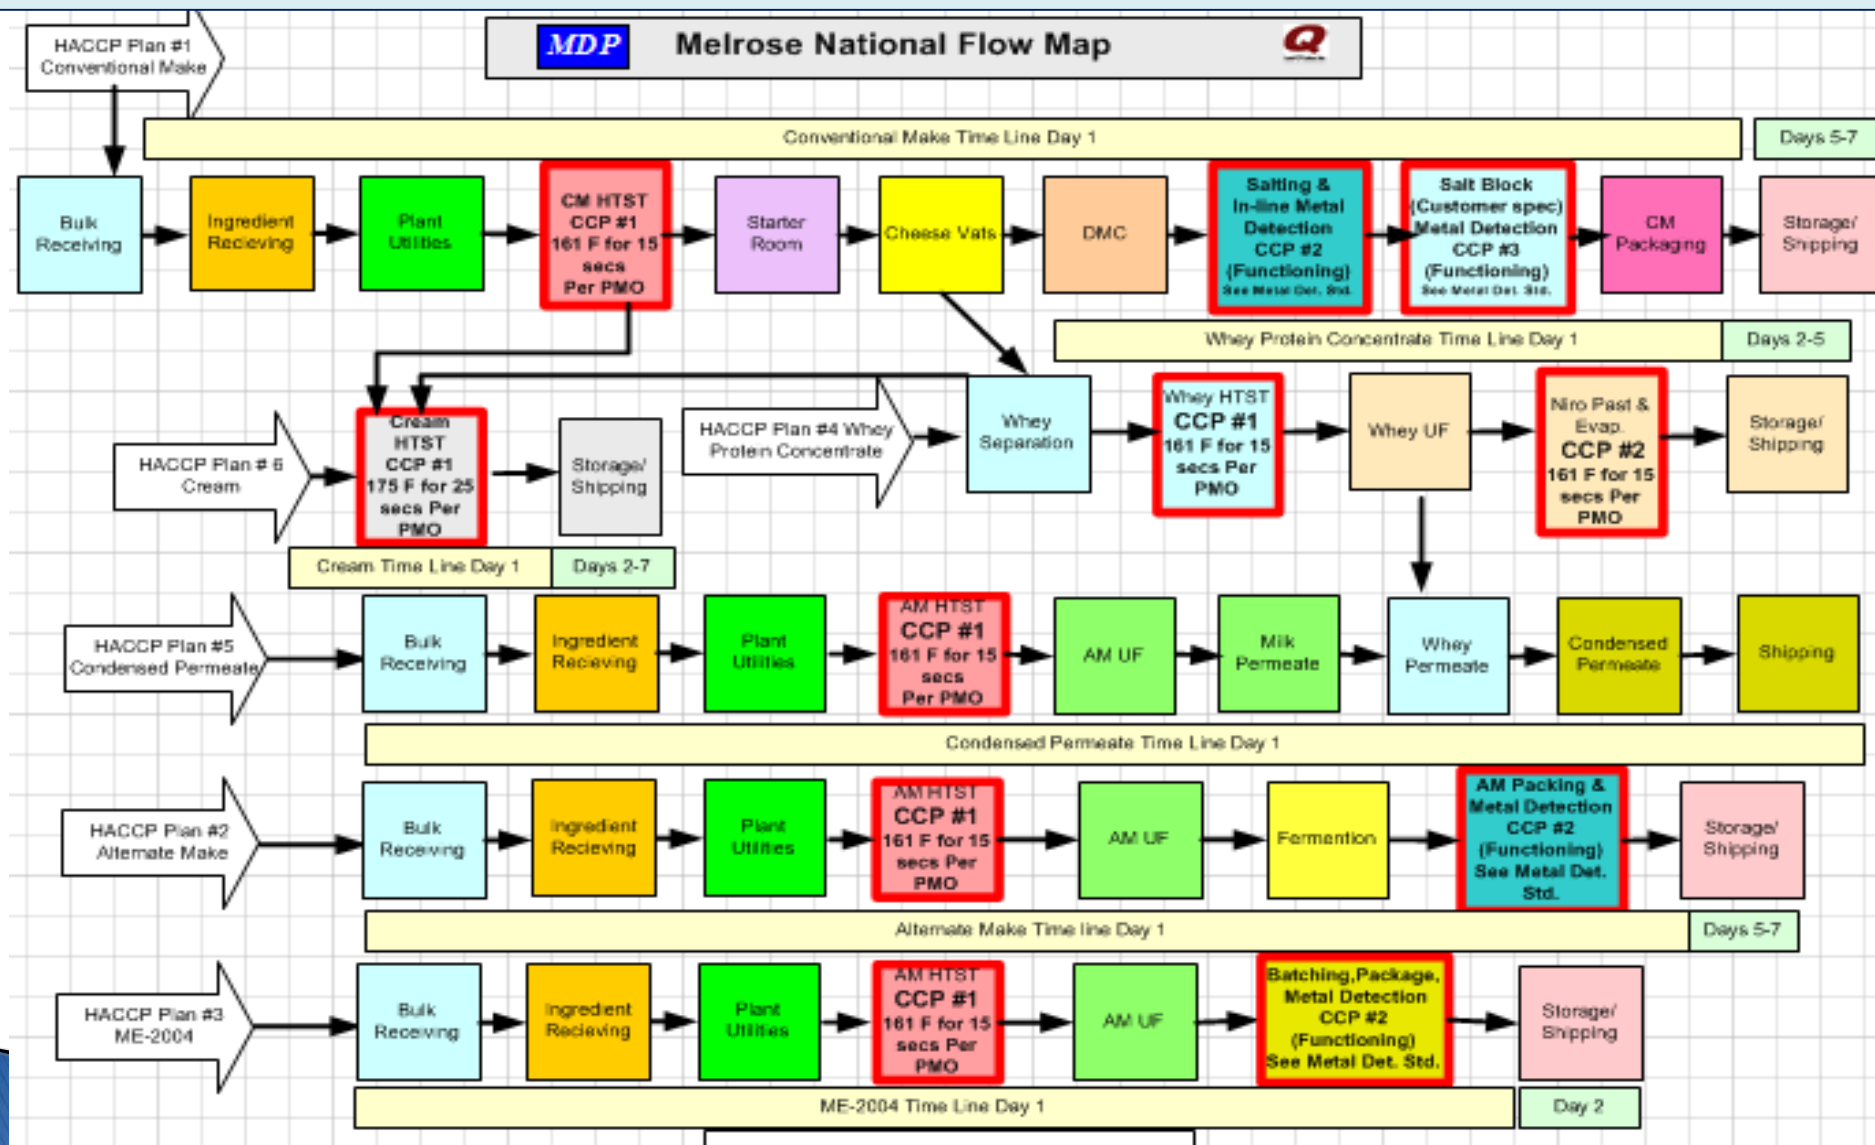 HACCP Plan #1
Conventional Make
MDP
Melrose National Flow Map
Q
Conventional Make Time Line Day 1
Days 5-7
Bulk
Receiving
Ingredient
Recieving
Plant
Utilities
CM HTST
CCP #1
161 F for 15
secs
Per PMO
Starter
Room
Cheese Vats
DMC
Salting &
In-line Metal
Detection
CCP #2
(Functioning)
See Metal Det. Std.
Salt Block
(Customer spec)
Metal Detection
CCP #3
(Functioning)
See Metal Det. Std.
CM
Packaging
Storage/
Shipping
Whey Protein Concentrate Time Line Day 1
Days 2-5
HACCP Plan # 6
Cream
Cream
HTST
CCP #1
175 F for 25
secs Per
PMO
Storage/
Shipping
HACCP Plan #4 Whey
Protein Concentrate
Whey
Separation
Whey HTST
CCP #1
161 F for 15
secs Per
PMO
Whey UF
Niro Past &
Evap.
CCP #2
161 F for 15
secs Per
PMO
Storage/
Shipping
Cream Time Line Day 1
Days 2-7
HACCP Plan #5
Condensed Permeate
Bulk
Receiving
Ingredient
Recieving
Plant
Utilities
AM HTST
CCP #1
161 F for 15
secs
Per PMO
AM UF
Milk
Permeate
Whey
Permeate
Condensed
Permeate
Shipping
Condensed Permeate Time Line Day 1
HACCP Plan #2
Alternate Make
Bulk
Receiving
Ingredient
Recieving
Plant
Utilities
AM HTST
CCP #1
161 F for 15
secs Per
PMO
AM UF
Fermention
AM Packing &
Metal Detection
CCP #2
(Functioning)
See Metal Det.
Std.
Storage/
Shipping
Alternate Make Time line Day 1
Days 5-7
HACCP Plan #3
ME-2004
Bulk
Receiving
Ingredient
Recieving
Plant
Utilities
AM HTST
CCP #1
161 F for 15
secs Per
PMO
AM UF
Batching,Package,
Metal Detection
CCP #2
(Functioning)
See Metal Det. Std.
Storage/
Shipping
ME-2004 Time Line Day 1
Day 2